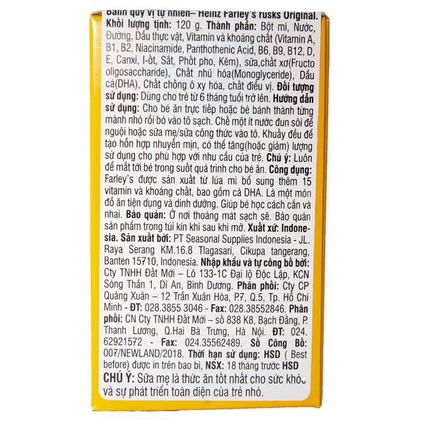 Bánh quy vị tự nhiên– Heinz Farley's rusks Original.
Khối lượng tịnh: 120 g. Thành phần: Bột mì, Nước,
Đường, Dầu thực vật, Vitamin và khoáng chất (Vitamin A,
B1, B2, Niacinamide, Panthothenic Acid, B6, B9, B12, D
, E, Canxi, I-ốt, Sắt, Phốt pho, Kẽm), sữa,chất xơ(Fructo
oligosaccharide), Chất nhũ hóa(Monoglyceride), Dầu
cá(DHA), Chất chống ô xy hóa, chất điều vị. Đối tượng
sử dụng: Dùng cho trẻ từ 6 tháng tuổi trở lên. Hướng dẫn
sử dụng: Cho bé ăn trực tiếp hoặc bẻ bánh thành từng
mảnh nhỏ rồi bỏ vào tô sạch. Chế một ít nước đun sôi để
nguội hoặc sữa mẹ/sữa công thức vào tô. Khuấy đều để
tạo hỗn hợp nhuyễn mịn, có thể tăng(hoặc giảm) lượng
sử dụng cho phù hợp với nhu cầu của trẻ. Chú ý: Luôn
để mắt tới bé trong suốt quá trình cho bé ăn. Công dụng:
Farley's được sản xuất từ lúa mì bổ sung thêm 15
vitamin và khoáng chất, bao gồm cả DHA. Là một món
đồ ăn tiện dụng và dinh dưỡng. Giúp bé học cách cắn và
nhai. Bảo quản: Ở nơi thoáng mát sạch sẽ. Bảo quản
sản phẩm trong túi kín khí sau khi mở. Xuất xứ: Indone-
sia. Sản xuất bởi: PT Seasonal Supplies Indonesia - JL.
Raya Serang KM.16.8 Tlagasari, Cikupa tangerang,
Banten 15710, Indonesia. Nhập khẩu và tự công bố bởi:
Cty TNHH Đất Mới – Lô 133-1C Đại lộ Độc Lập, KCN
Sóng Thần 1, Dĩ An, Bình Dương. Phân phối: Cty CP
Quảng Xuân – 12 Trần Xuân Hòa, P7, Q.5, Tp. Hồ Chí
Minh – ĐT: 028.3855 3046 - Fax: 028.38552846. Phân
phối: CN Cty TNHH Đất Mới – số 838 K8, Bạch Đằng, P.
Thanh Lương, Q.Hai Bà Trưng, Hà Nội. ĐT: 024.
62921572 - Fax: 024.35562489. Số Công Bố:
007/NEWLAND/2018. Thời hạn sử dụng: HSD ( Best
before) được in trên bao bì, NSX: 18 tháng trước HSD
CHÚ Ý: Sữa mẹ là thức ăn tốt nhất cho sức khỏe
và sự phát triển toàn diện của trẻ nhỏ.